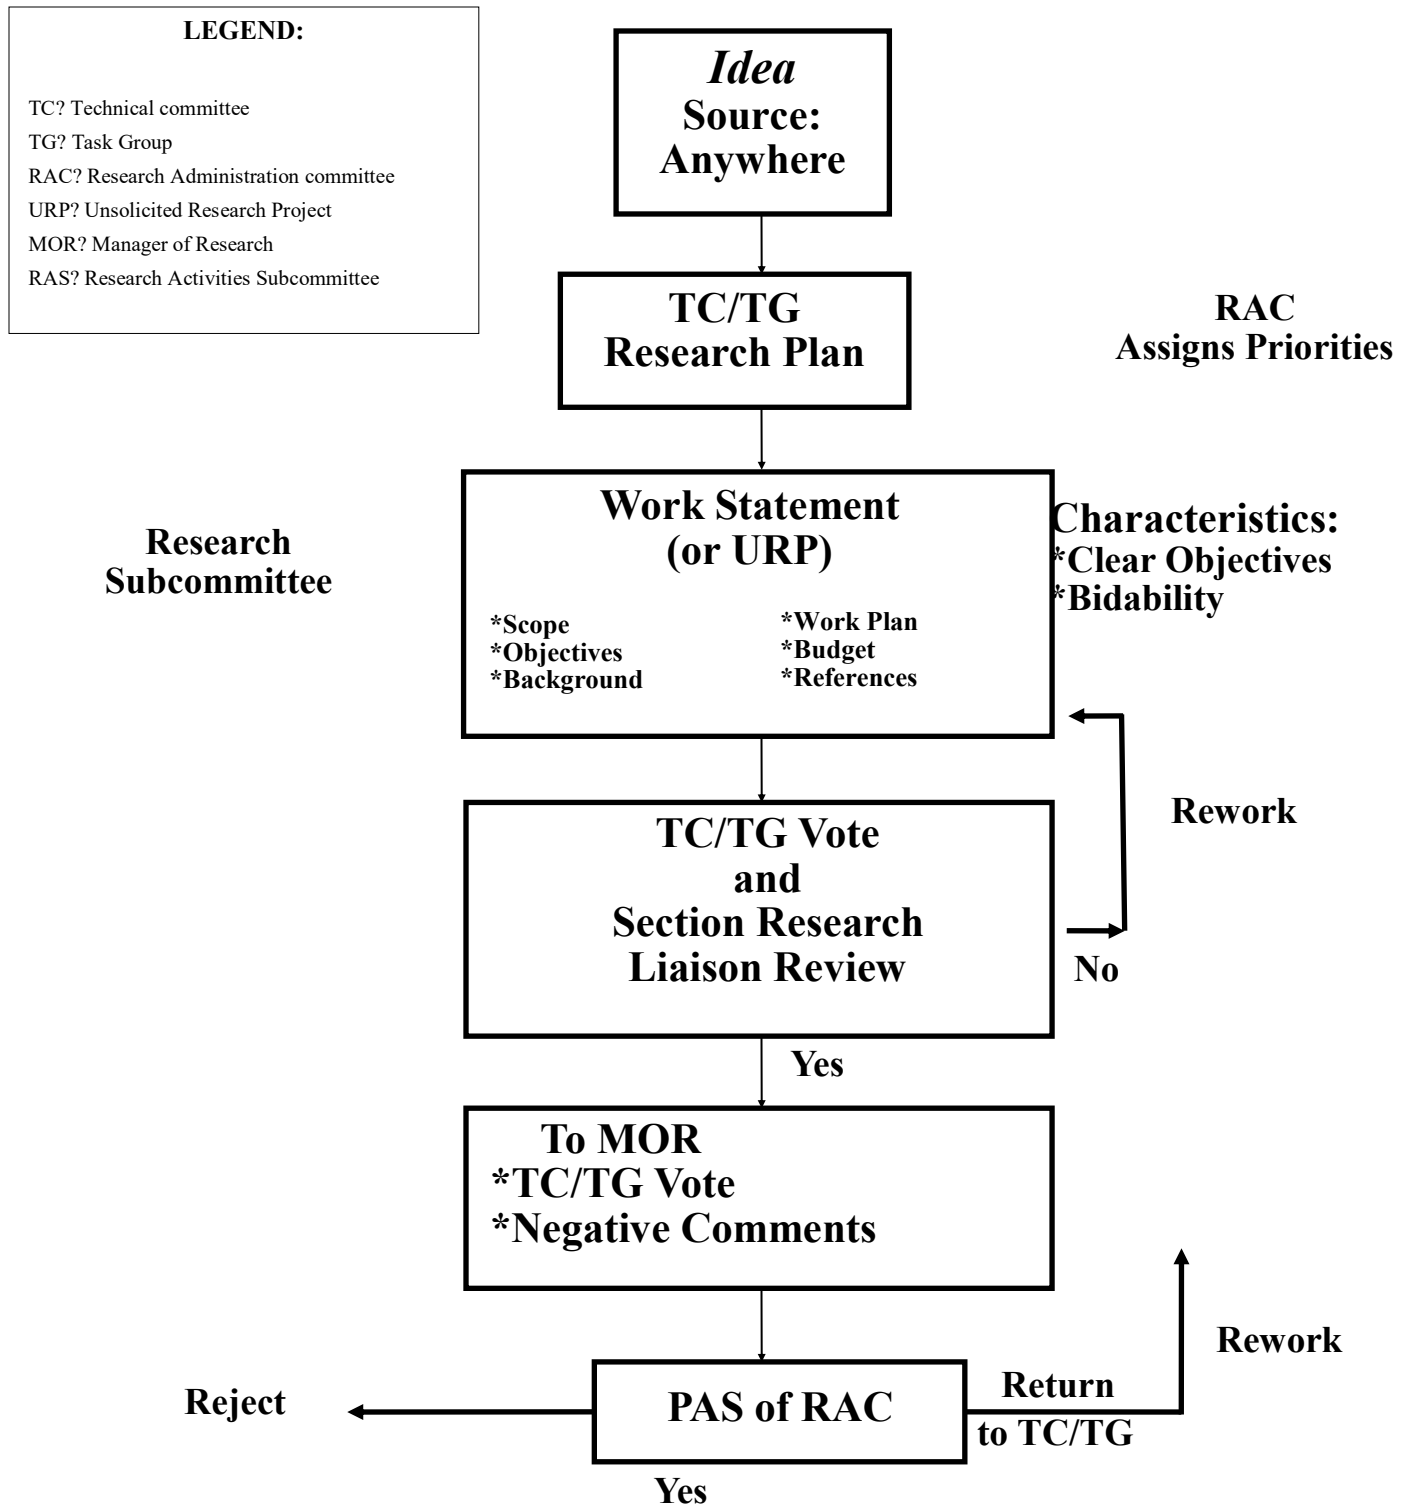 LEGEND:
TC? Technical committee
TG? Task Group
RAC? Research Administration committee
URP? Unsolicited Research Project
MOR? Manager of Research
RAS? Research Activities Subcommittee
Idea
Source:
Anywhere
TC/TG
Research Plan
RAC
Assigns Priorities
Research
Subcommittee
Work Statement
(or URP)
*Scope
*Objectives
*Background
*Work Plan
*Budget
*References
Characteristics:
*Clear Objectives
*Bidability
Rework
TC/TG Vote
and
Section Research
Liaison Review
No
Yes
To MOR
*TC/TG Vote
*Negative Comments
Rework
Reject
PAS of RAC
Return
to TC/TG
Yes